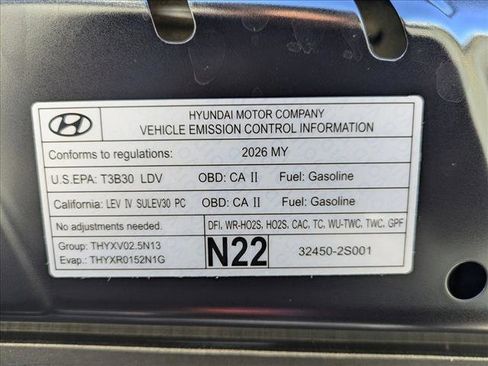 HYUNDAI MOTOR COMPANY
VEHICLE EMISSION CONTROL INFORMATION
Conforms to regulations: 2026 MY
U.S.EPA: T3B30 LDV OBD: CA II Fuel: Gasoline
California: LEV IV SULEV30 PC OBD: CA II Fuel: Gasoline
No adjustments needed. DFI, WR-HO2S, HO2S, CAC, TC, WU-TWC, TWC, GPF
Group: THYXV02.5N13
Evap.: THYXR0152N1G
N22
32450-2S001